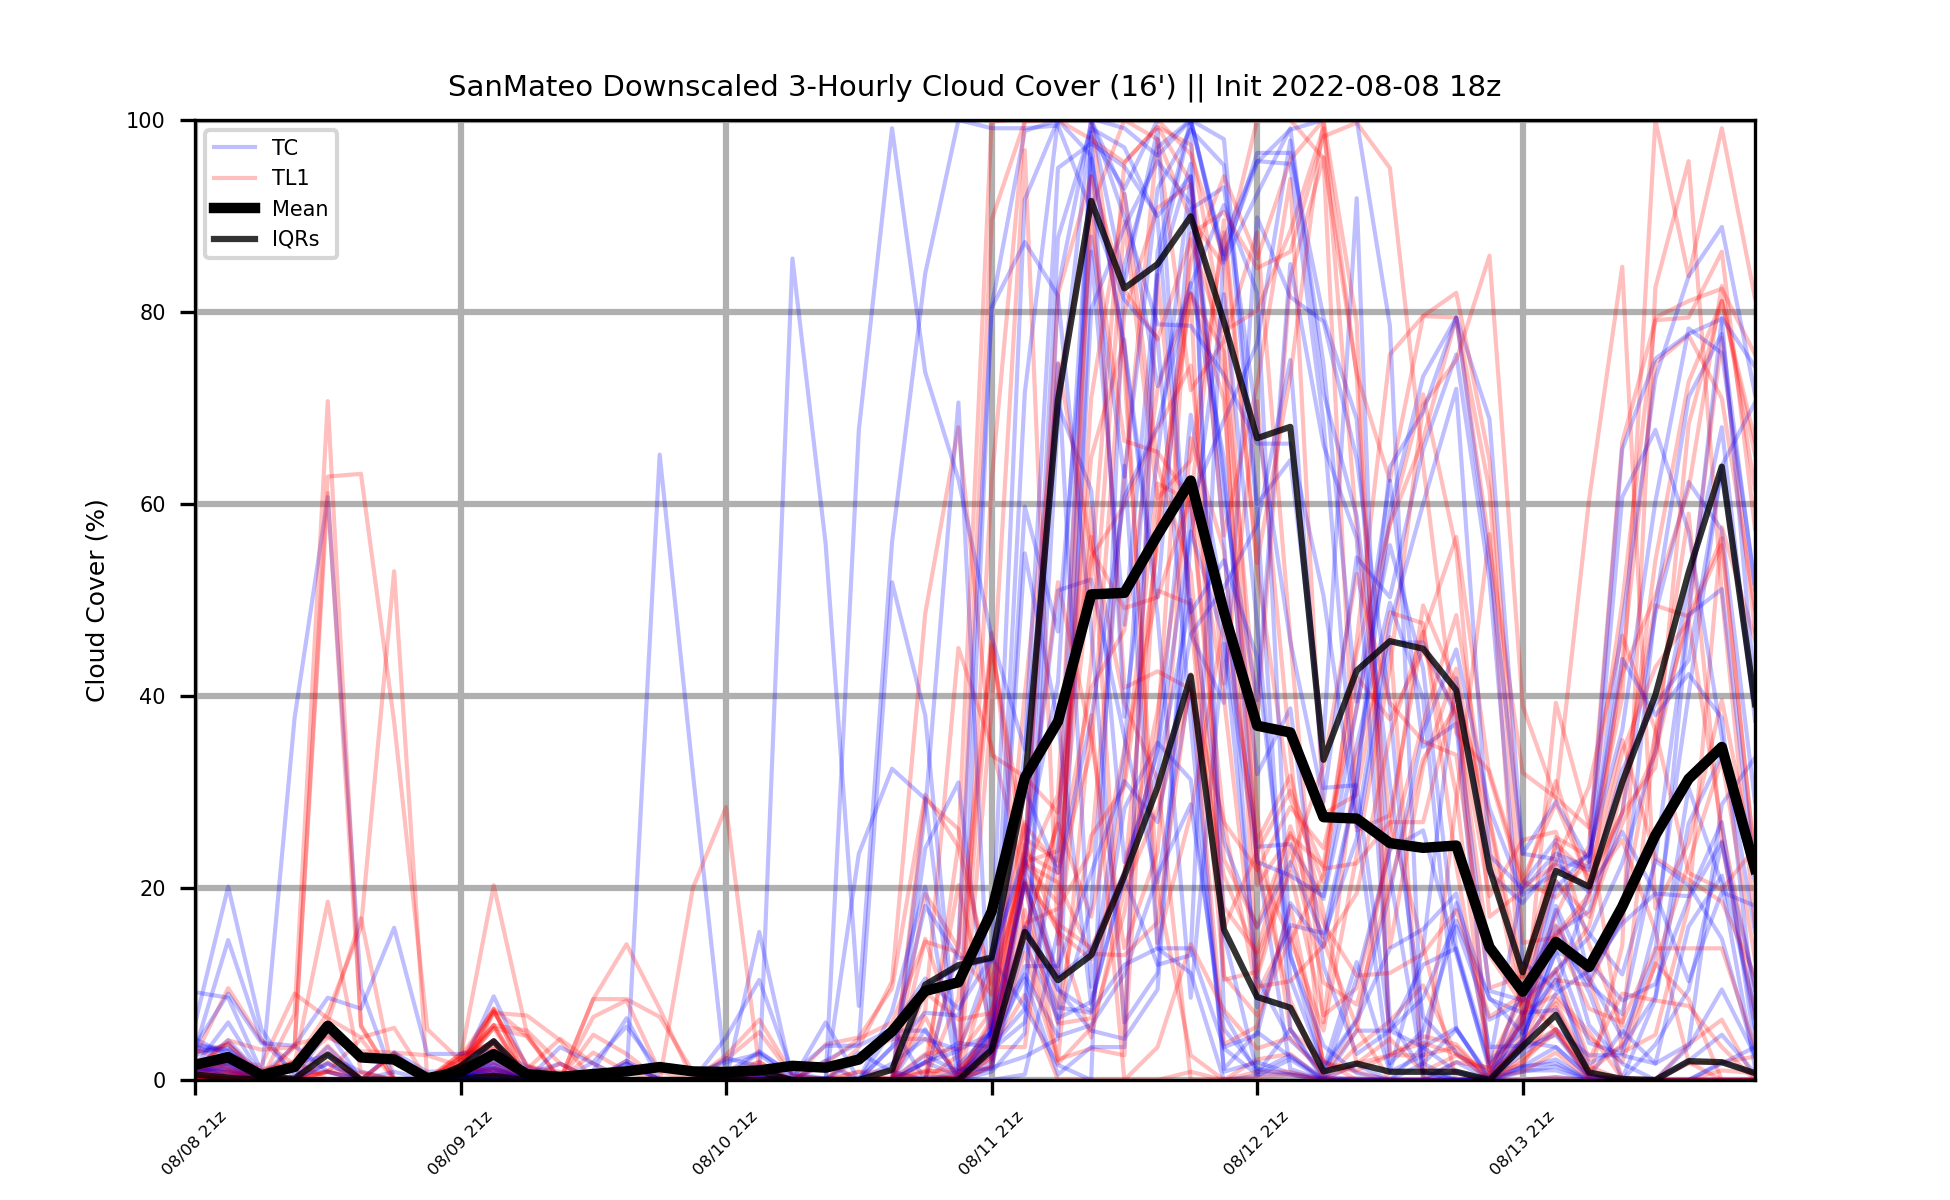 SanMateo Downscaled 3-Hourly Cloud Cover (16') || Init 2022-08-08 18z
TC
TL1
Mean
IQRs
Cloud Cover (%)
100
80
60
40
20
0
08/08 21z
08/09 21z
08/10 21z
08/11 21z
08/12 21z
08/13 21z